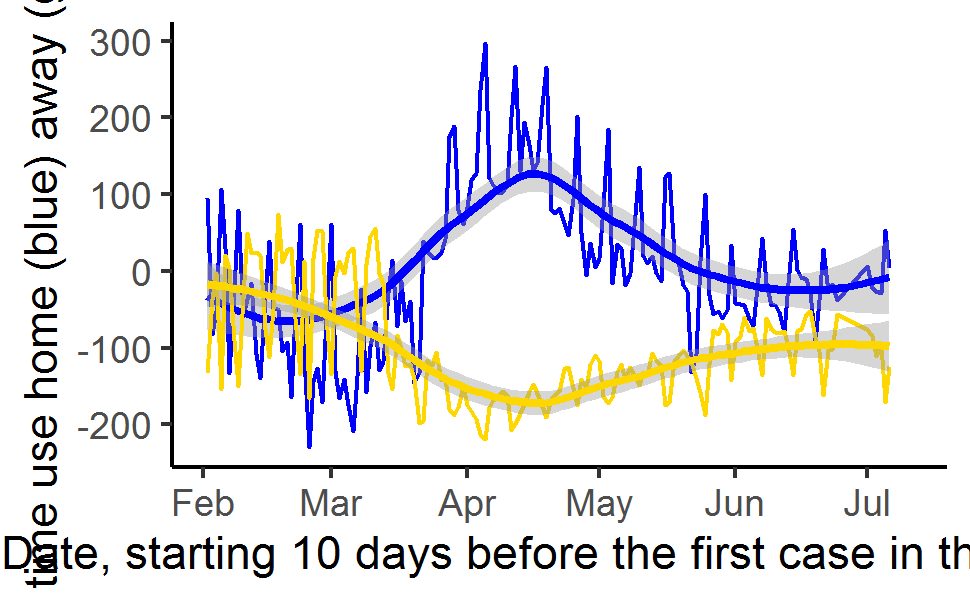 time use home (blue) away (
300
200
100
0
-100
-200
Feb Mar Apr May Jun Jul
Date, starting 10 days before the first case in th